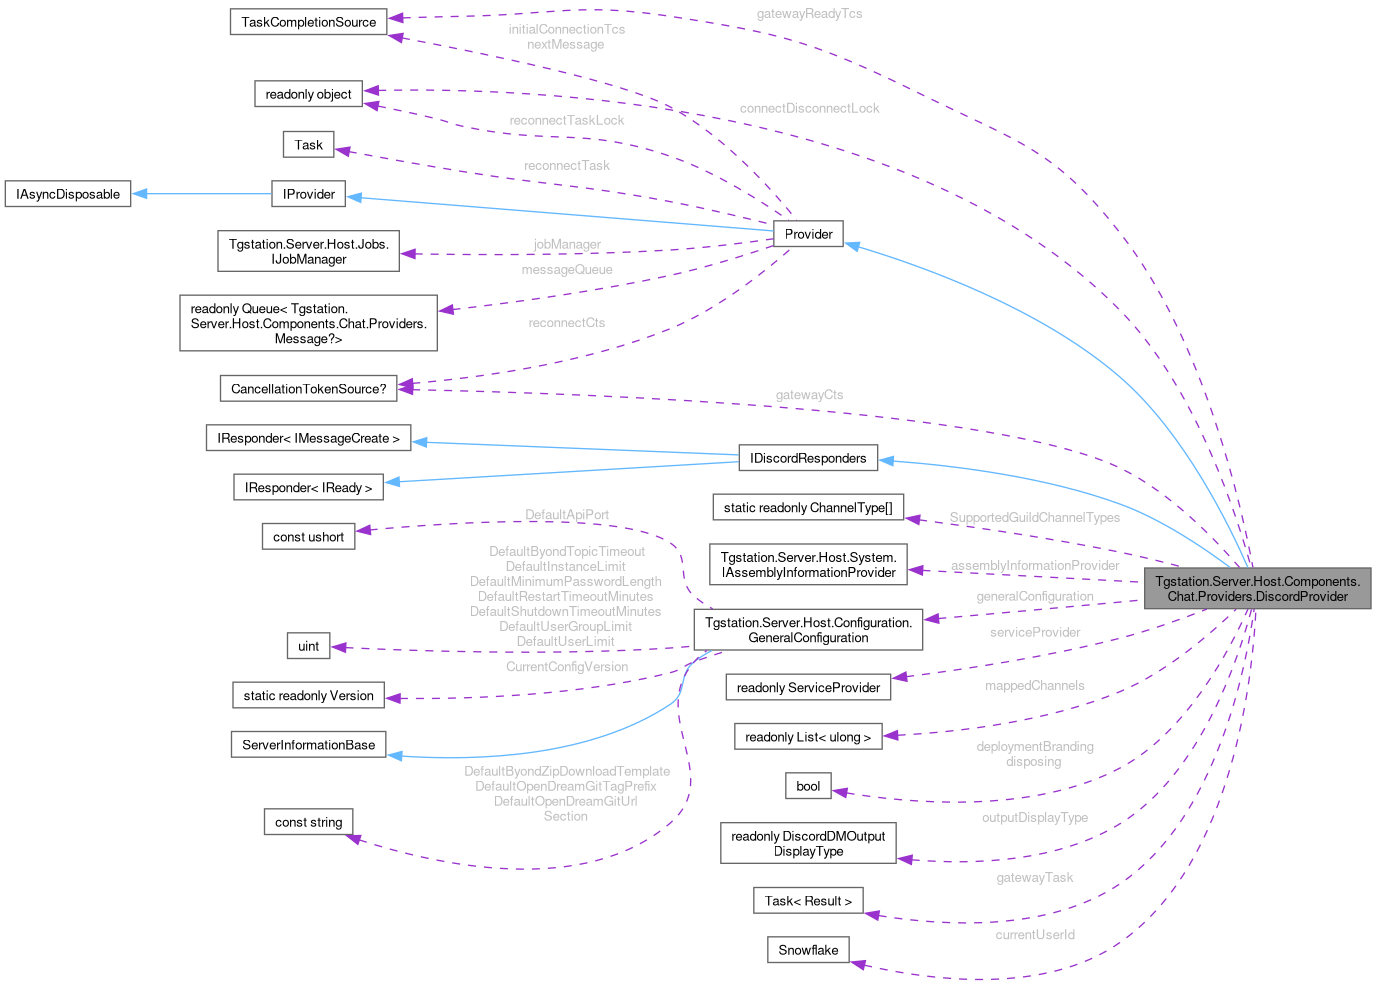 TaskCompletionSource
gatewayReadyTcs
initialConnectionTcs
nextMessage
readonly object
connectDisconnectLock
reconnectTaskLock
Task
reconnectTask
IAsyncDisposable
IProvider
Provider
Tgstation.Server.Host.Jobs.
IJobManager
jobManager
messageQueue
readonly Queue< Tgstation.
Server.Host.Components.Chat.Providers.
Message?>
reconnectCts
CancellationTokenSource?
gatewayCts
IResponder< IMessageCreate >
IDiscordResponders
IResponder< IReady >
static readonly ChannelType[]
SupportedGuildChannelTypes
const ushort
DefaultApiPort
Tgstation.Server.Host.System.
IAssemblyInformationProvider
assemblyInformationProvider
Tgstation.Server.Host.Components.
Chat.Providers.DiscordProvider
DefaultByondTopicTimeout
DefaultInstanceLimit
DefaultMinimumPasswordLength
DefaultRestartTimeoutMinutes
DefaultShutdownTimeoutMinutes
DefaultUserGroupLimit
DefaultUserLimit
generalConfiguration
Tgstation.Server.Host.Configuration.
GeneralConfiguration
serviceProvider
uint
CurrentConfigVersion
static readonly Version
readonly ServiceProvider
mappedChannels
ServerInformationBase
readonly List< ulong >
deploymentBranding
disposing
DefaultByondZipDownloadTemplate
DefaultOpenDreamGitTagPrefix
DefaultOpenDreamGitUrl
Section
bool
const string
outputDisplayType
readonly DiscordDMOutput
DisplayType
gatewayTask
Task< Result >
currentUserId
Snowflake